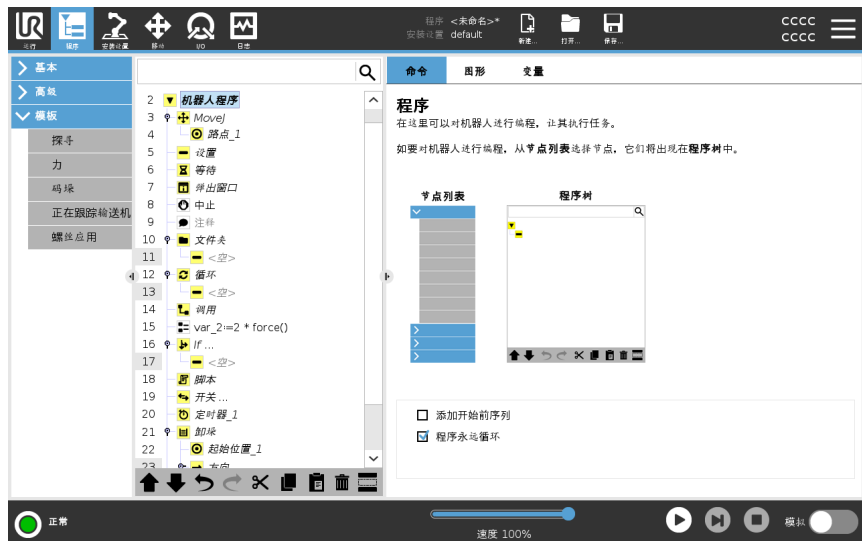 UR
运行
程序
安装设置
移动
I/O
日志
程序 <未命名>*
安装设置 default
新建...
打开...
保存...
CCCC
CCCC
基本
高级
模板
探寻
力
码垛
正在跟踪输送机
螺丝应用
2 机器人程序
3 MoveJ
4 路点_1
5 设置
6 等待
7 弹出窗口
8 中止
9 注释
10 文件夹
11 <空>
12 循环
13 <空>
14 调用
15 var_2:=2 * force()
16 If ...
17 <空>
18 脚本
19 开关 ...
20 定时器_1
21 卸垛
22 起始位置_1
23 方向
命令 图形 变量
程序
在这里可以对机器人进行编程，让其执行任务。
如要对机器人进行编程，从节点列表选择节点，它们将出现在程序树中。
节点列表
程序树
添加开始前序列
程序永远循环
正常
速度 100%
模拟